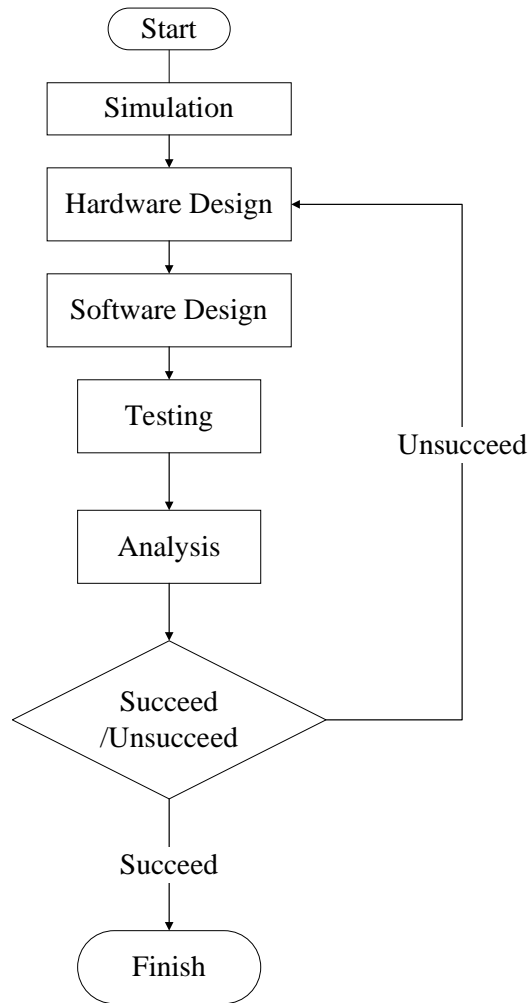 Start
Simulation
Hardware Design
Software Design
Testing
Unsucceed
Analysis
Succeed
/Unsucceed
Succeed
Finish